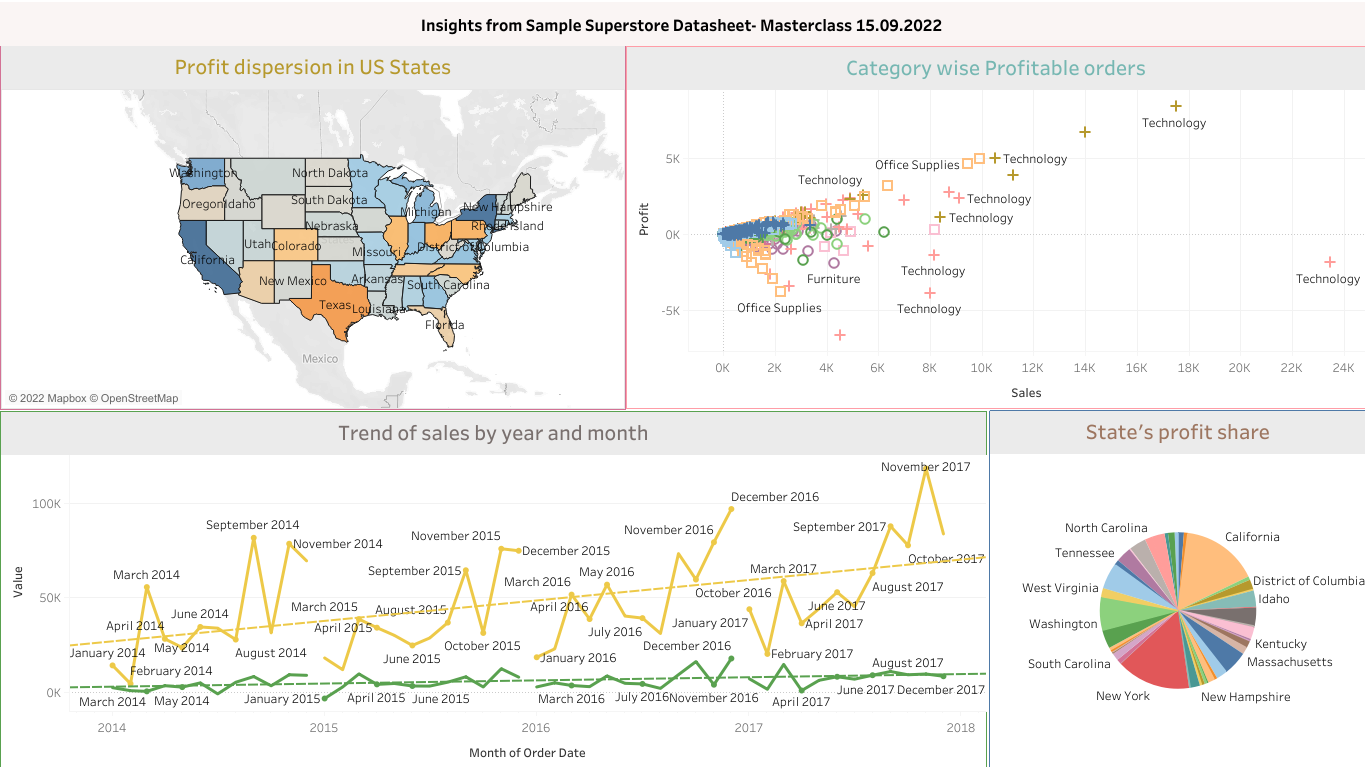 Insights from Sample Superstore Datasheet- Masterclass 15.09.2022
Profit dispersion in US States
Washington
North Dakota
Oregon
Idaho
South Dakota
Michigan
New Hampshire
Nebraska
Rhode Island
Utah
Colorado
Missouri
District of Columbia
California
New Mexico
Arkansas
South Carolina
Texas
Louisiana
Florida
Mexico
© 2022 Mapbox © OpenStreetMap
Category wise Profitable orders
Profit
5K
0K
-5K
Technology
Office Supplies
Technology
Technology
Technology
Technology
Technology
Furniture
Technology
Office Supplies
Technology
0K 2K 4K 6K 8K 10K 12K 14K 16K 18K 20K 22K 24K
Sales
Trend of sales by year and month
Value
100K
50K
0K
November 2017
December 2016
September 2014
November 2014
November 2015
December 2015
November 2016
September 2017
October 2017
March 2014
September 2015
March 2016
May 2016
March 2017
August 2017
October 2016
June 2014
March 2015
August 2015
April 2016
June 2017
April 2014
April 2015
July 2016
January 2017
April 2017
January 2014
May 2014
August 2014
June 2015
October 2015
January 2016
December 2016
February 2017
February 2014
August 2017
March 2014
May 2014
January 2015
April 2015
June 2015
March 2016
July 2016
November 2016
April 2017
June 2017
December 2017
2014 2015 2016 2017 2018
Month of Order Date
State's profit share
North Carolina
California
Tennessee
District of Columbia
West Virginia
Idaho
Washington
Kentucky
South Carolina
Massachusetts
New York
New Hampshire